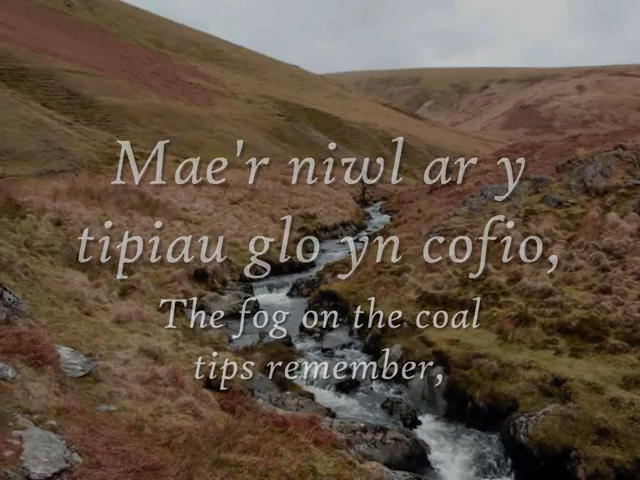 Mae'r niwl ar y
tipiau glo yn cofio,
The fog on the coal
tips remember,